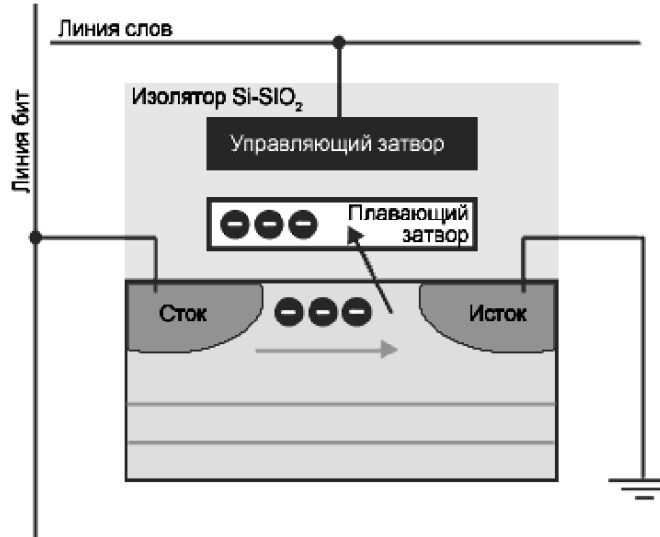 Линия слов
Линия бит
Изолятор Si-SIO₂
Управляющий затвор
Плавающий
затвор
Сток
Исток